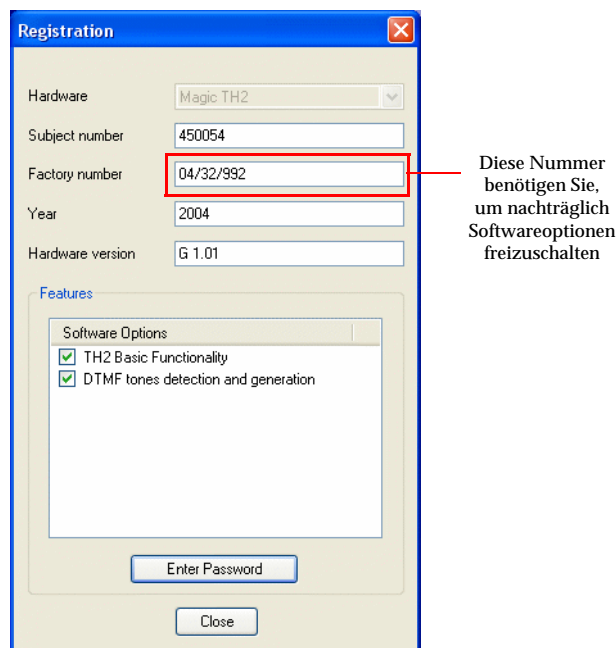 Registration
Hardware
Magic TH2
Subject number
450054
Factory number
04/32/992
Year
2004
Hardware version
G 1.01
Features
Software Options
TH2 Basic Functionality
DTMF tones detection and generation
Enter Password
Close
Diese Nummer
benötigen Sie,
um nachträglich
Softwareoptionen
freizuschalten